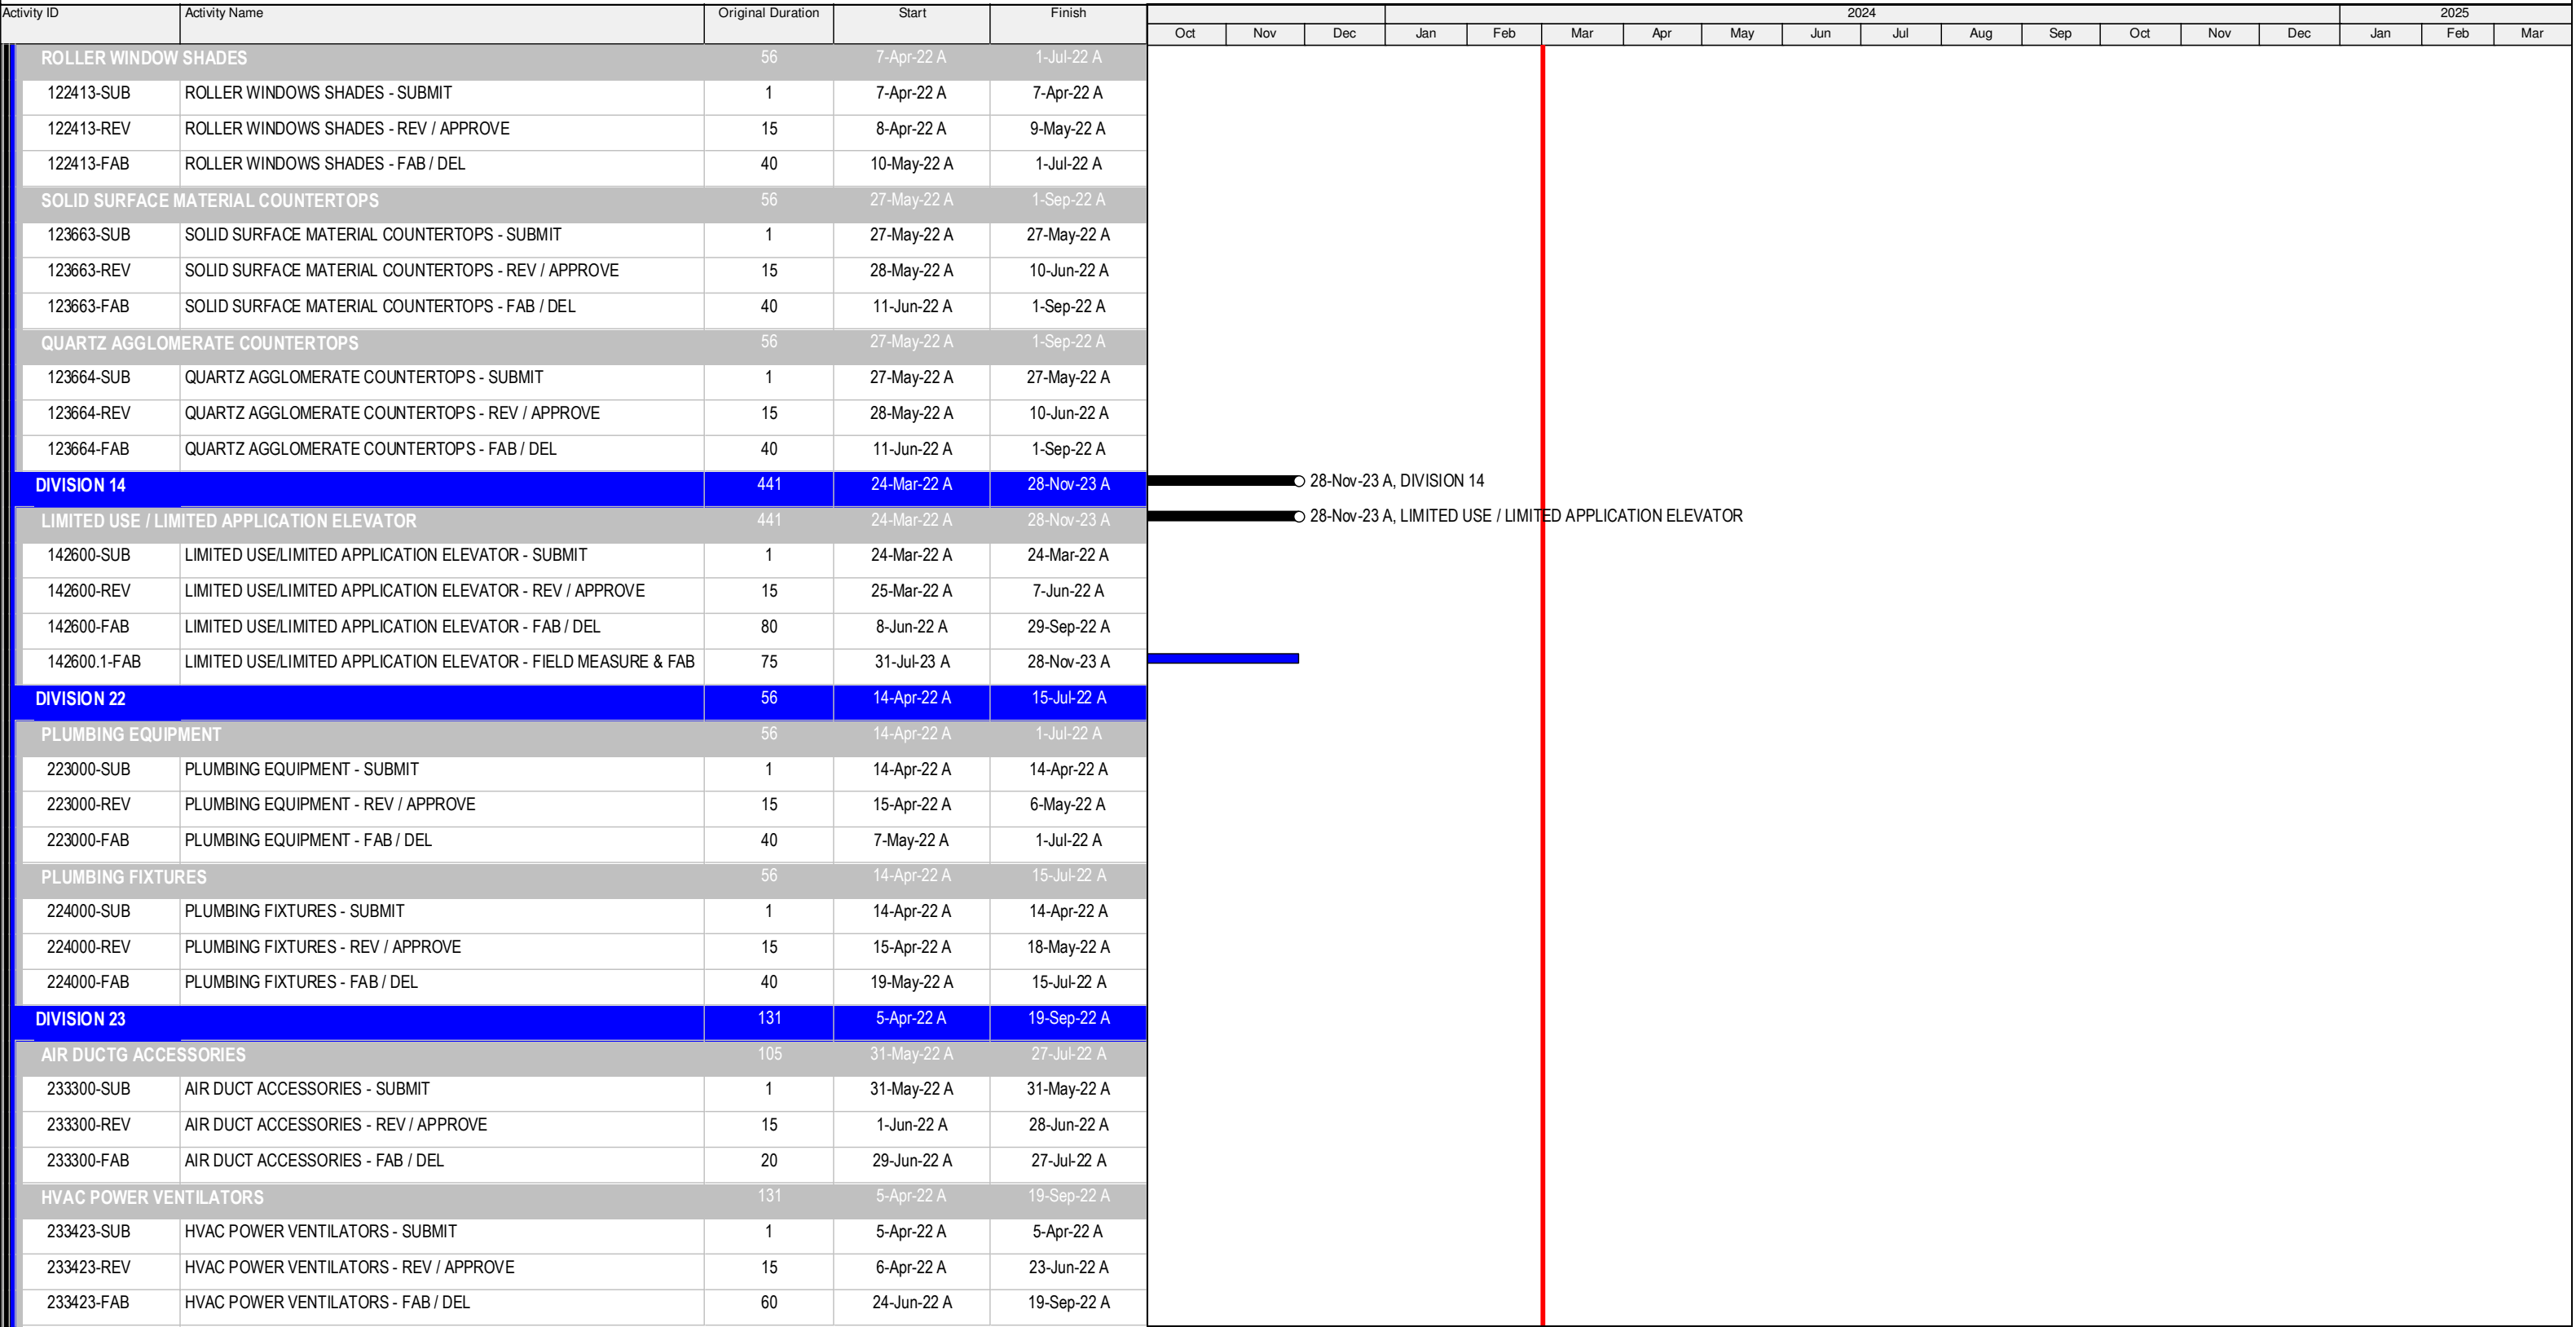 Activity ID Activity Name Original Duration Start Finish 2024 2025
Oct Nov Dec Jan Feb Mar Apr May Jun Jul Aug Sep Oct Nov Dec Jan Feb Mar
ROLLER WINDOW SHADES 56 7-Apr-22 A 1-Jul-22 A
122413-SUB ROLLER WINDOWS SHADES - SUBMIT 1 7-Apr-22 A 7-Apr-22 A
122413-REV ROLLER WINDOWS SHADES - REV / APPROVE 15 8-Apr-22 A 9-May-22 A
122413-FAB ROLLER WINDOWS SHADES - FAB / DEL 40 10-May-22 A 1-Jul-22 A
SOLID SURFACE MATERIAL COUNTERTOPS 56 27-May-22 A 1-Sep-22 A
123663-SUB SOLID SURFACE MATERIAL COUNTERTOPS - SUBMIT 1 27-May-22 A 27-May-22 A
123663-REV SOLID SURFACE MATERIAL COUNTERTOPS - REV / APPROVE 15 28-May-22 A 10-Jun-22 A
123663-FAB SOLID SURFACE MATERIAL COUNTERTOPS - FAB / DEL 40 11-Jun-22 A 1-Sep-22 A
QUARTZ AGGLOMERATE COUNTERTOPS 56 27-May-22 A 1-Sep-22 A
123664-SUB QUARTZ AGGLOMERATE COUNTERTOPS - SUBMIT 1 27-May-22 A 27-May-22 A
123664-REV QUARTZ AGGLOMERATE COUNTERTOPS - REV / APPROVE 15 28-May-22 A 10-Jun-22 A
123664-FAB QUARTZ AGGLOMERATE COUNTERTOPS - FAB / DEL 40 11-Jun-22 A 1-Sep-22 A
DIVISION 14 441 24-Mar-22 A 28-Nov-23 A 28-Nov-23 A, DIVISION 14
LIMITED USE / LIMITED APPLICATION ELEVATOR 441 24-Mar-22 A 28-Nov-23 A 28-Nov-23 A, LIMITED USE / LIMITED APPLICATION ELEVATOR
142600-SUB LIMITED USE/LIMITED APPLICATION ELEVATOR - SUBMIT 1 24-Mar-22 A 24-Mar-22 A
142600-REV LIMITED USE/LIMITED APPLICATION ELEVATOR - REV / APPROVE 15 25-Mar-22 A 7-Jun-22 A
142600-FAB LIMITED USE/LIMITED APPLICATION ELEVATOR - FAB / DEL 80 8-Jun-22 A 29-Sep-22 A
142600.1-FAB LIMITED USE/LIMITED APPLICATION ELEVATOR - FIELD MEASURE & FAB 75 31-Jul-23 A 28-Nov-23 A
DIVISION 22 56 14-Apr-22 A 15-Jul-22 A
PLUMBING EQUIPMENT 56 14-Apr-22 A 1-Jul-22 A
223000-SUB PLUMBING EQUIPMENT - SUBMIT 1 14-Apr-22 A 14-Apr-22 A
223000-REV PLUMBING EQUIPMENT - REV / APPROVE 15 15-Apr-22 A 6-May-22 A
223000-FAB PLUMBING EQUIPMENT - FAB / DEL 40 7-May-22 A 1-Jul-22 A
PLUMBING FIXTURES 56 14-Apr-22 A 15-Jul-22 A
224000-SUB PLUMBING FIXTURES - SUBMIT 1 14-Apr-22 A 14-Apr-22 A
224000-REV PLUMBING FIXTURES - REV / APPROVE 15 15-Apr-22 A 18-May-22 A
224000-FAB PLUMBING FIXTURES - FAB / DEL 40 19-May-22 A 15-Jul-22 A
DIVISION 23 131 5-Apr-22 A 19-Sep-22 A
AIR DUCTG ACCESSORIES 105 31-May-22 A 27-Jul-22 A
233300-SUB AIR DUCT ACCESSORIES - SUBMIT 1 31-May-22 A 31-May-22 A
233300-REV AIR DUCT ACCESSORIES - REV / APPROVE 15 1-Jun-22 A 28-Jun-22 A
233300-FAB AIR DUCT ACCESSORIES - FAB / DEL 20 29-Jun-22 A 27-Jul-22 A
HVAC POWER VENTILATORS 131 5-Apr-22 A 19-Sep-22 A
233423-SUB HVAC POWER VENTILATORS - SUBMIT 1 5-Apr-22 A 5-Apr-22 A
233423-REV HVAC POWER VENTILATORS - REV / APPROVE 15 6-Apr-22 A 23-Jun-22 A
233423-FAB HVAC POWER VENTILATORS - FAB / DEL 60 24-Jun-22 A 19-Sep-22 A